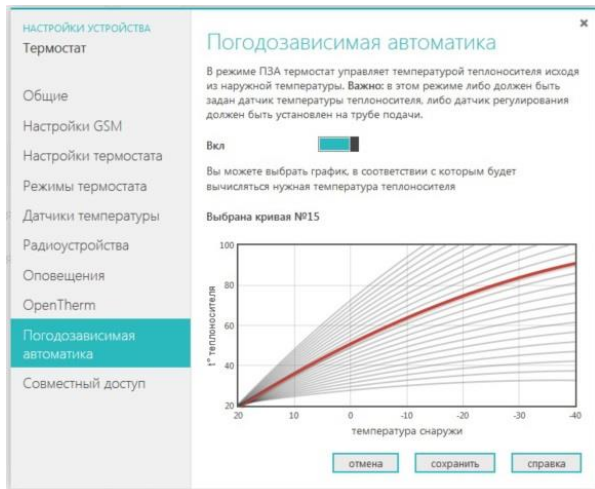 НАСТРОЙКИ УСТРОЙСТВА
Термостат
Общие
Настройки GSM
Настройки термостата
Режимы термостата
Датчики температуры
Радиоустройства
Оповещения
OpenTherm
Погодозависимая
автоматика
Совместный доступ
Погодозависимая автоматика
В режиме ПЗА термостат управляет температурой теплоносителя исходя
из наружной температуры. Важно: в этом режиме либо должен быть
задан датчик температуры теплоносителя, либо датчик регулирования
должен быть установлен на трубе подачи.
Вкл
Вы можете выбрать график, в соответствии с которым будет
вычисляться нужная температура теплоносителя
Выбрана кривая №15
t° теплоносителя
100
80
60
40
20
20 10 0 -10 -20 -30 -40
температура снаружи
отмена сохранить справка